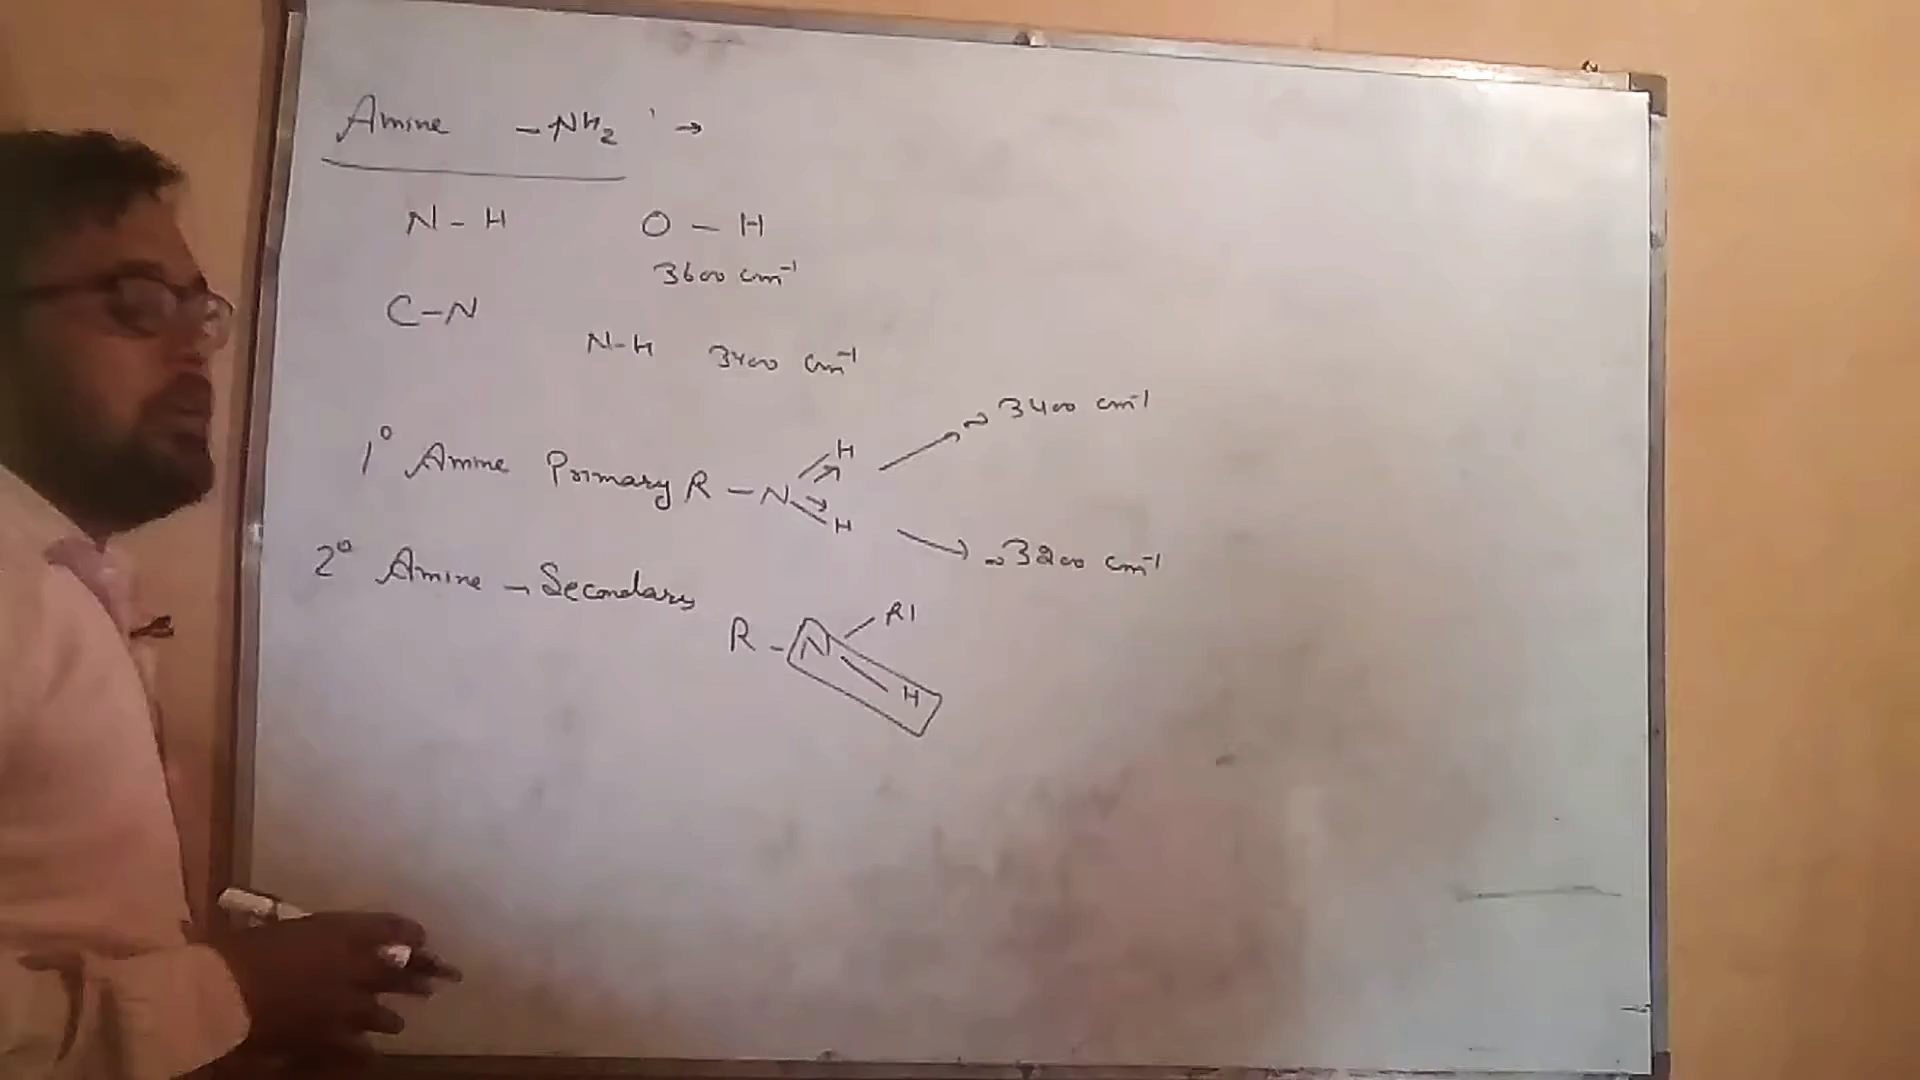 Amine -NH2 →
N-H O-H
3600 cm-1
C-N
N-H 3400 cm-1
~3400 cm-1
1° Amine Primary R-N H H
~3200 cm-1
2° Amine → Secondary
R-N R1 H